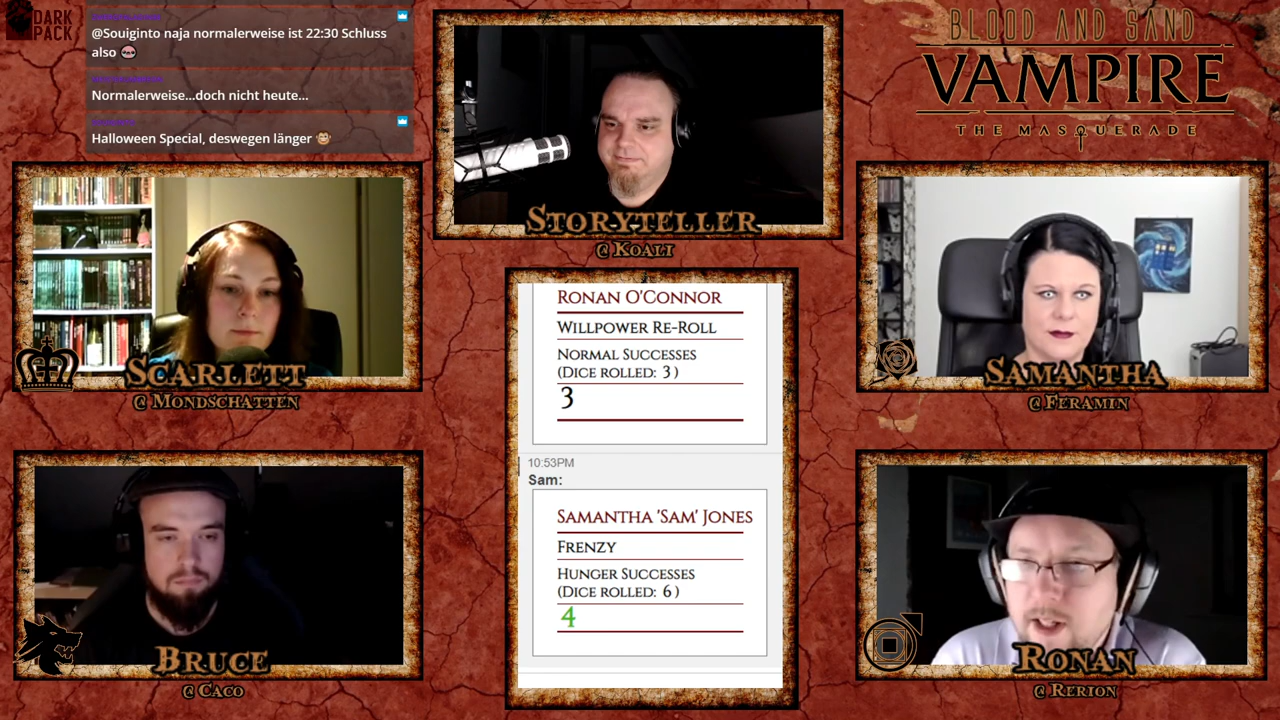 DARK
PACK
@Souiginto naja normalerweise ist 22:30 Schluss
also
Normalerweise...doch nicht heute...
Halloween Special, deswegen länger
BLOOD AND SAND
VAMPIRE
THE MASQUERADE
STORYTELLER
@ KOALI
SCARLETT
@ MONDSCHATTEN
SAMANTHA
@ FERAMIN
RONAN O'CONNOR
WILLPOWER RE-ROLL
NORMAL SUCCESSES
(DICE ROLLED: 3 )
3
10:53PM
Sam:
SAMANTHA 'SAM' JONES
FRENZY
HUNGER SUCCESSES
(DICE ROLLED: 6 )
4
BRUCE
@ CACO
RONAN
@ RERION